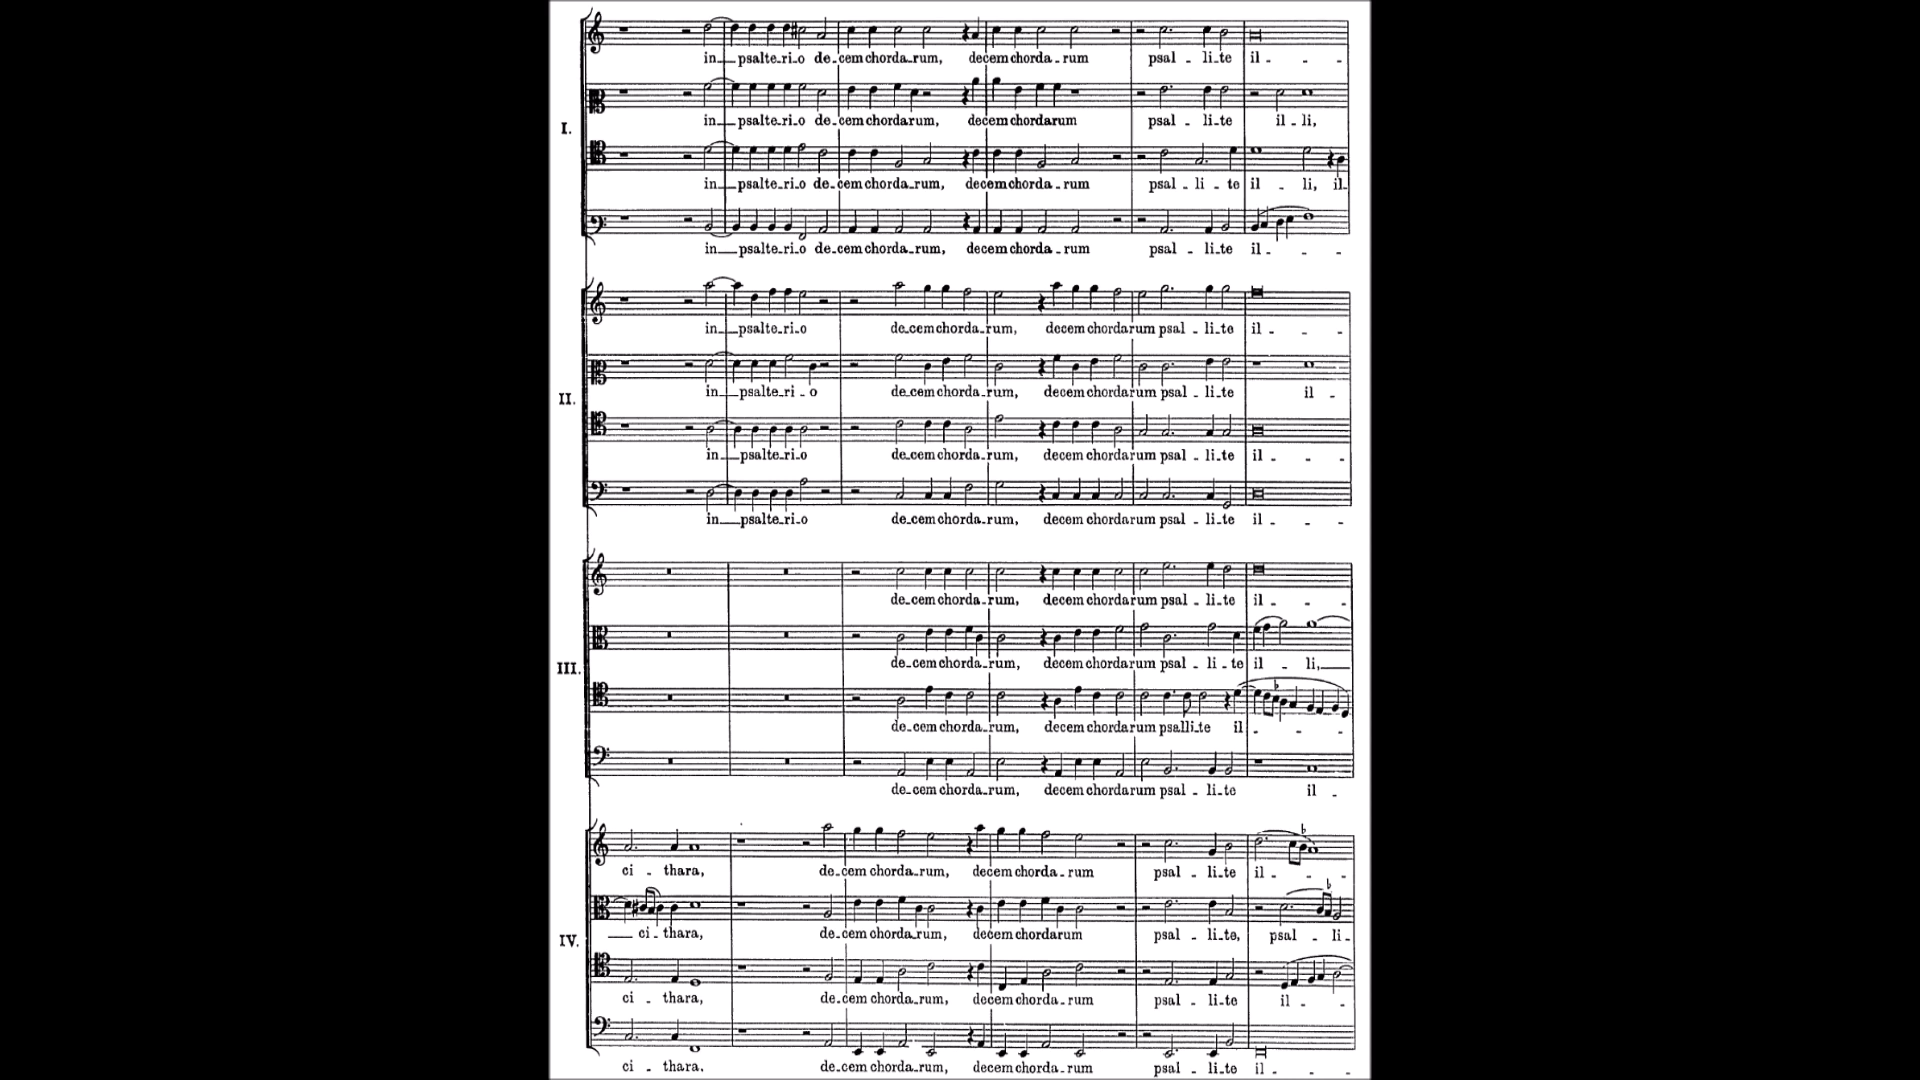 in psalte-ri-o de-cem chorda-rum, decem chorda-rum psal - li-te il - - -
in psalte-ri-o de-cem chordarum, decem chordarum psal - li-te il - li,
I.
in psalte-ri-o de-cem chorda-rum, decem chorda-rum psal - li - te il - li, il-
in psalte-ri-o de-cem chorda-rum, decem chorda-rum psal - li-te il - - -
in psalte-ri-o de-cem chorda-rum, decem chordarum psal - li-te il - - -
in psalte-ri-o de-cem chorda-rum, decem chordarum psal - li-te il -
II.
in psalte-ri-o de-cem chorda-rum, decem chordarum psal - li-te il - - -
in psalte-ri-o de-cem chorda-rum, decem chordarum psal - li-te il - - -
de-cem chorda-rum, decem chordarum psal - li-te il - - -
de-cem chorda-rum, decem chordarum psal - li - te il - li,
III.
de-cem chorda-rum, decem chordarum psalli-te il - - -
de-cem chorda-rum, decem chordarum psal - li-te il -
ci - thara, de-cem chorda-rum, decem chorda-rum psal - li-te il - - -
ci - thara, de-cem chorda-rum, decem chordarum psal - li-te, psal - li-
IV.
ci - thara, de-cem chorda-rum, decem chorda-rum psal - li-te il - - -
ci - thara. de-cem chorda-rum, decem chorda-rum psal - li-te il - - -